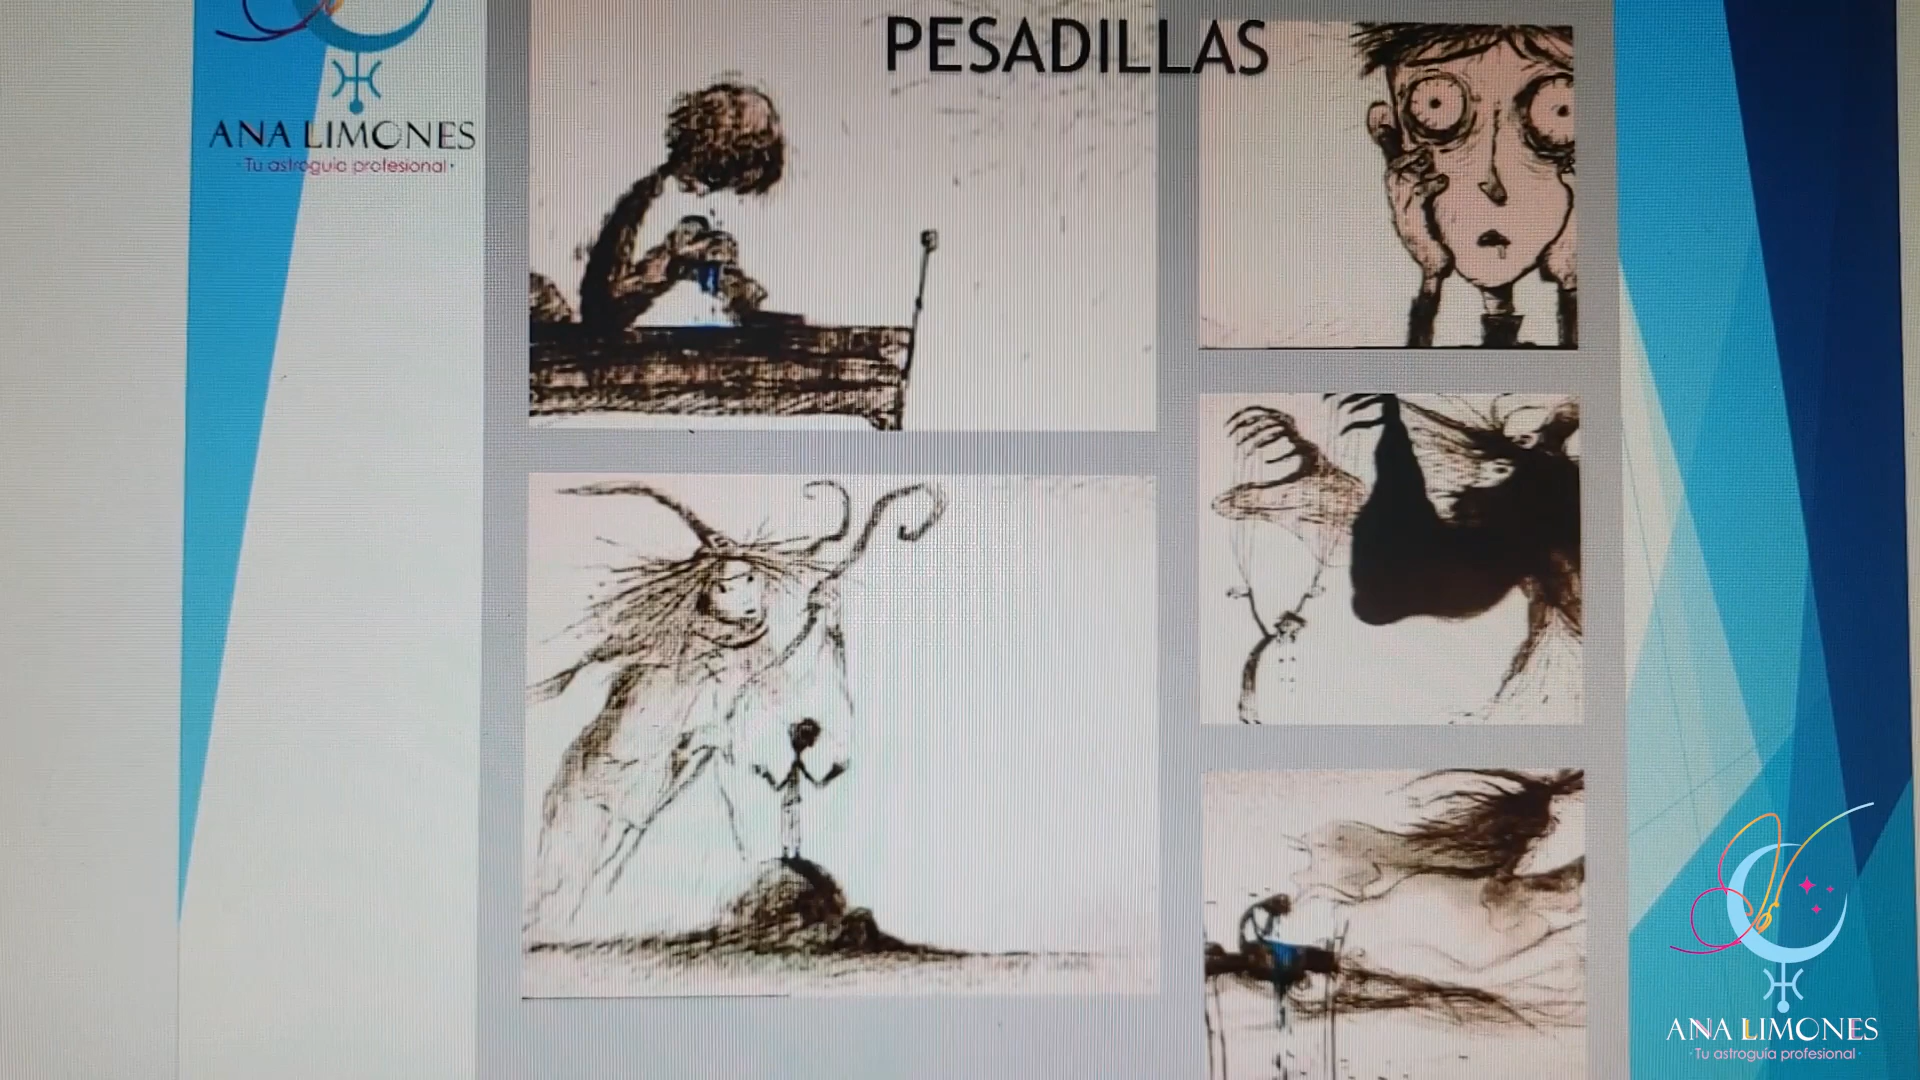 PESADILLAS
ANA LIMONES
·Tu astroguía profesional·
ANA LIMONES
·Tu astroguía profesional·